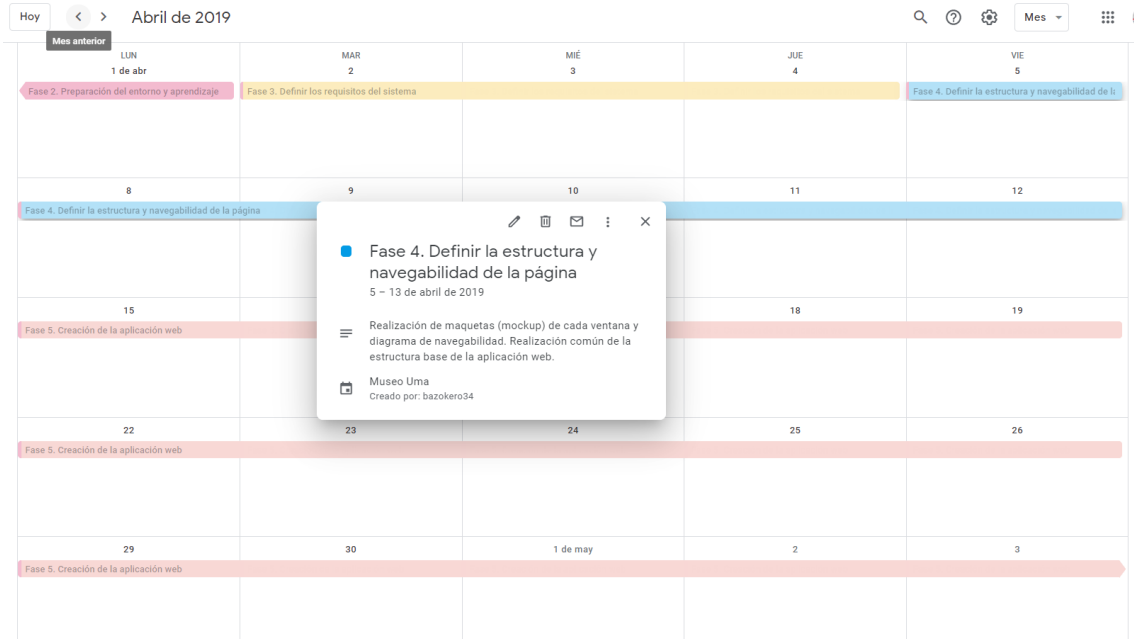 Hoy
Abril de 2019
Mes
Mes anterior
LUN MAR MIÉ JUE VIE
1 de abr 2 3 4 5
Fase 2. Preparación del entorno y aprendizaje Fase 3. Definir los requisitos del sistema Fase 4. Definir la estructura y navegabilidad de la
8 9 10 11 12
Fase 4. Definir la estructura y navegabilidad de la página
Fase 4. Definir la estructura y
navegabilidad de la página
5 – 13 de abril de 2019
15 18 19
Fase 5. Creación de la aplicación web
Realización de maquetas (mockup) de cada ventana y
diagrama de navegabilidad. Realización común de la
estructura base de la aplicación web.
Museo Uma
Creado por: bazokero34
22 23 24 25 26
Fase 5. Creación de la aplicación web
29 30 1 de may 2 3
Fase 5. Creación de la aplicación web